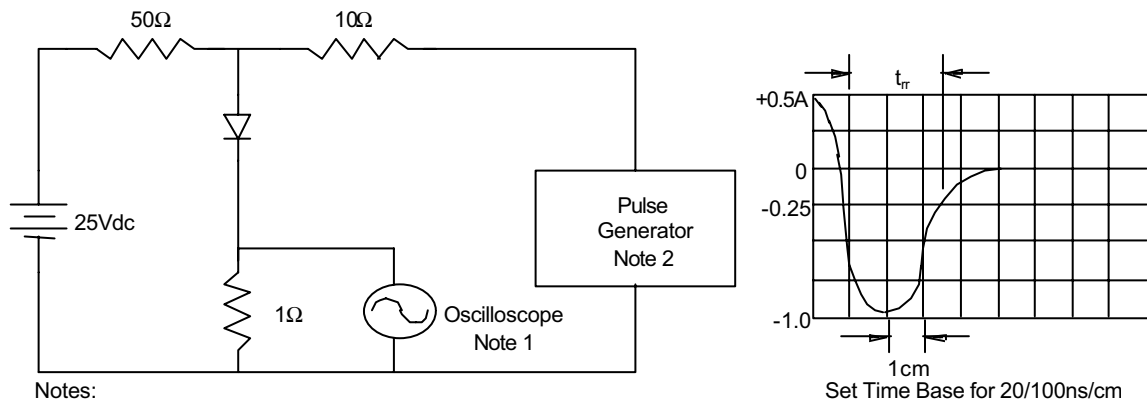 50Ω
10Ω
25Vdc
1Ω
Oscilloscope
Note 1
Pulse
Generator
Note 2
Notes:
trr
+0.5A
0
-0.25
-1.0
1cm
Set Time Base for 20/100ns/cm